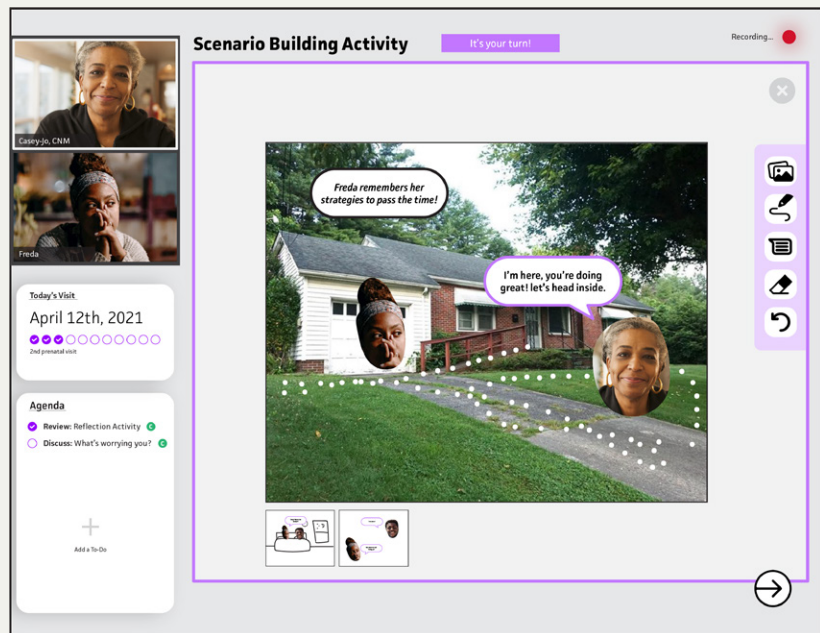 Scenario Building Activity
It's your turn!
Recording...
Casey-jo, CNM
Freda
Freda remembers her
strategies to pass the time!
I'm here, you're doing
great! let's head inside.
Today's Visit
April 12th, 2021
2nd prenatal visit
Agenda
Review: Reflection Activity C
Discuss: What's worrying you? C
Add a To-Do